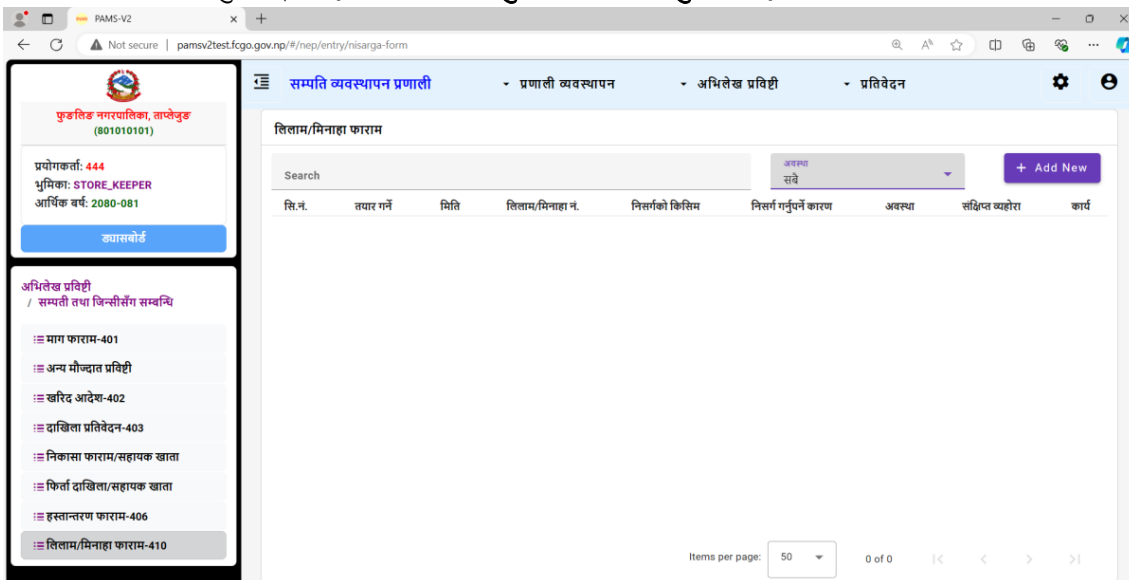 PAMS-V2
Not secure | pamsv2test.fcgo.gov.np/#/nep/entry/nisarga-form
फुङलिङ नगरपालिका, ताप्लेजुङ
(801010101)
प्रयोगकर्ता: 444
भुमिका: STORE_KEEPER
आर्थिक बर्ष: 2080-081
ड्यासबोर्ड
अभिलेख प्रविष्टी
/ सम्पती तथा जिन्सीसँग सम्बन्धि
माग फाराम-401
अन्य मौज्दात प्रविष्टी
खरिद आदेश-402
दाखिला प्रतिवेदन-403
निकासा फाराम/सहायक खाता
फिर्ता दाखिला/सहायक खाता
हस्तान्तरण फाराम-406
लिलाम/मिनाहा फाराम-410
सम्पति व्यवस्थापन प्रणाली
प्रणाली व्यवस्थापन
अभिलेख प्रविष्टी
प्रतिवेदन
लिलाम/मिनाहा फाराम
Search
अवस्था
सबै
+ Add New
सि.नं. तयार गर्ने मिति लिलाम/मिनाहा नं. निसर्गको किसिम निसर्ग गर्नुपर्ने कारण अवस्था संक्षिप्त व्यहोरा कार्य
Items per page: 50 0 of 0